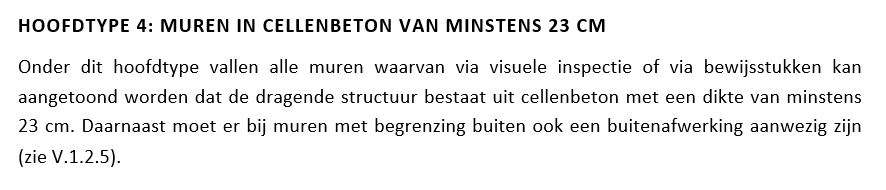 HOOFDTYPE 4: MUREN IN CELLENBETON VAN MINSTENS 23 CM
Onder dit hoofdtype vallen alle muren waarvan via visuele inspectie of via bewijsstukken kan
aangetoond worden dat de dragende structuur bestaat uit cellenbeton met een dikte van minstens
23 cm. Daarnaast moet er bij muren met begrenzing buiten ook een buitenafwerking aanwezig zijn
(zie V.1.2.5).